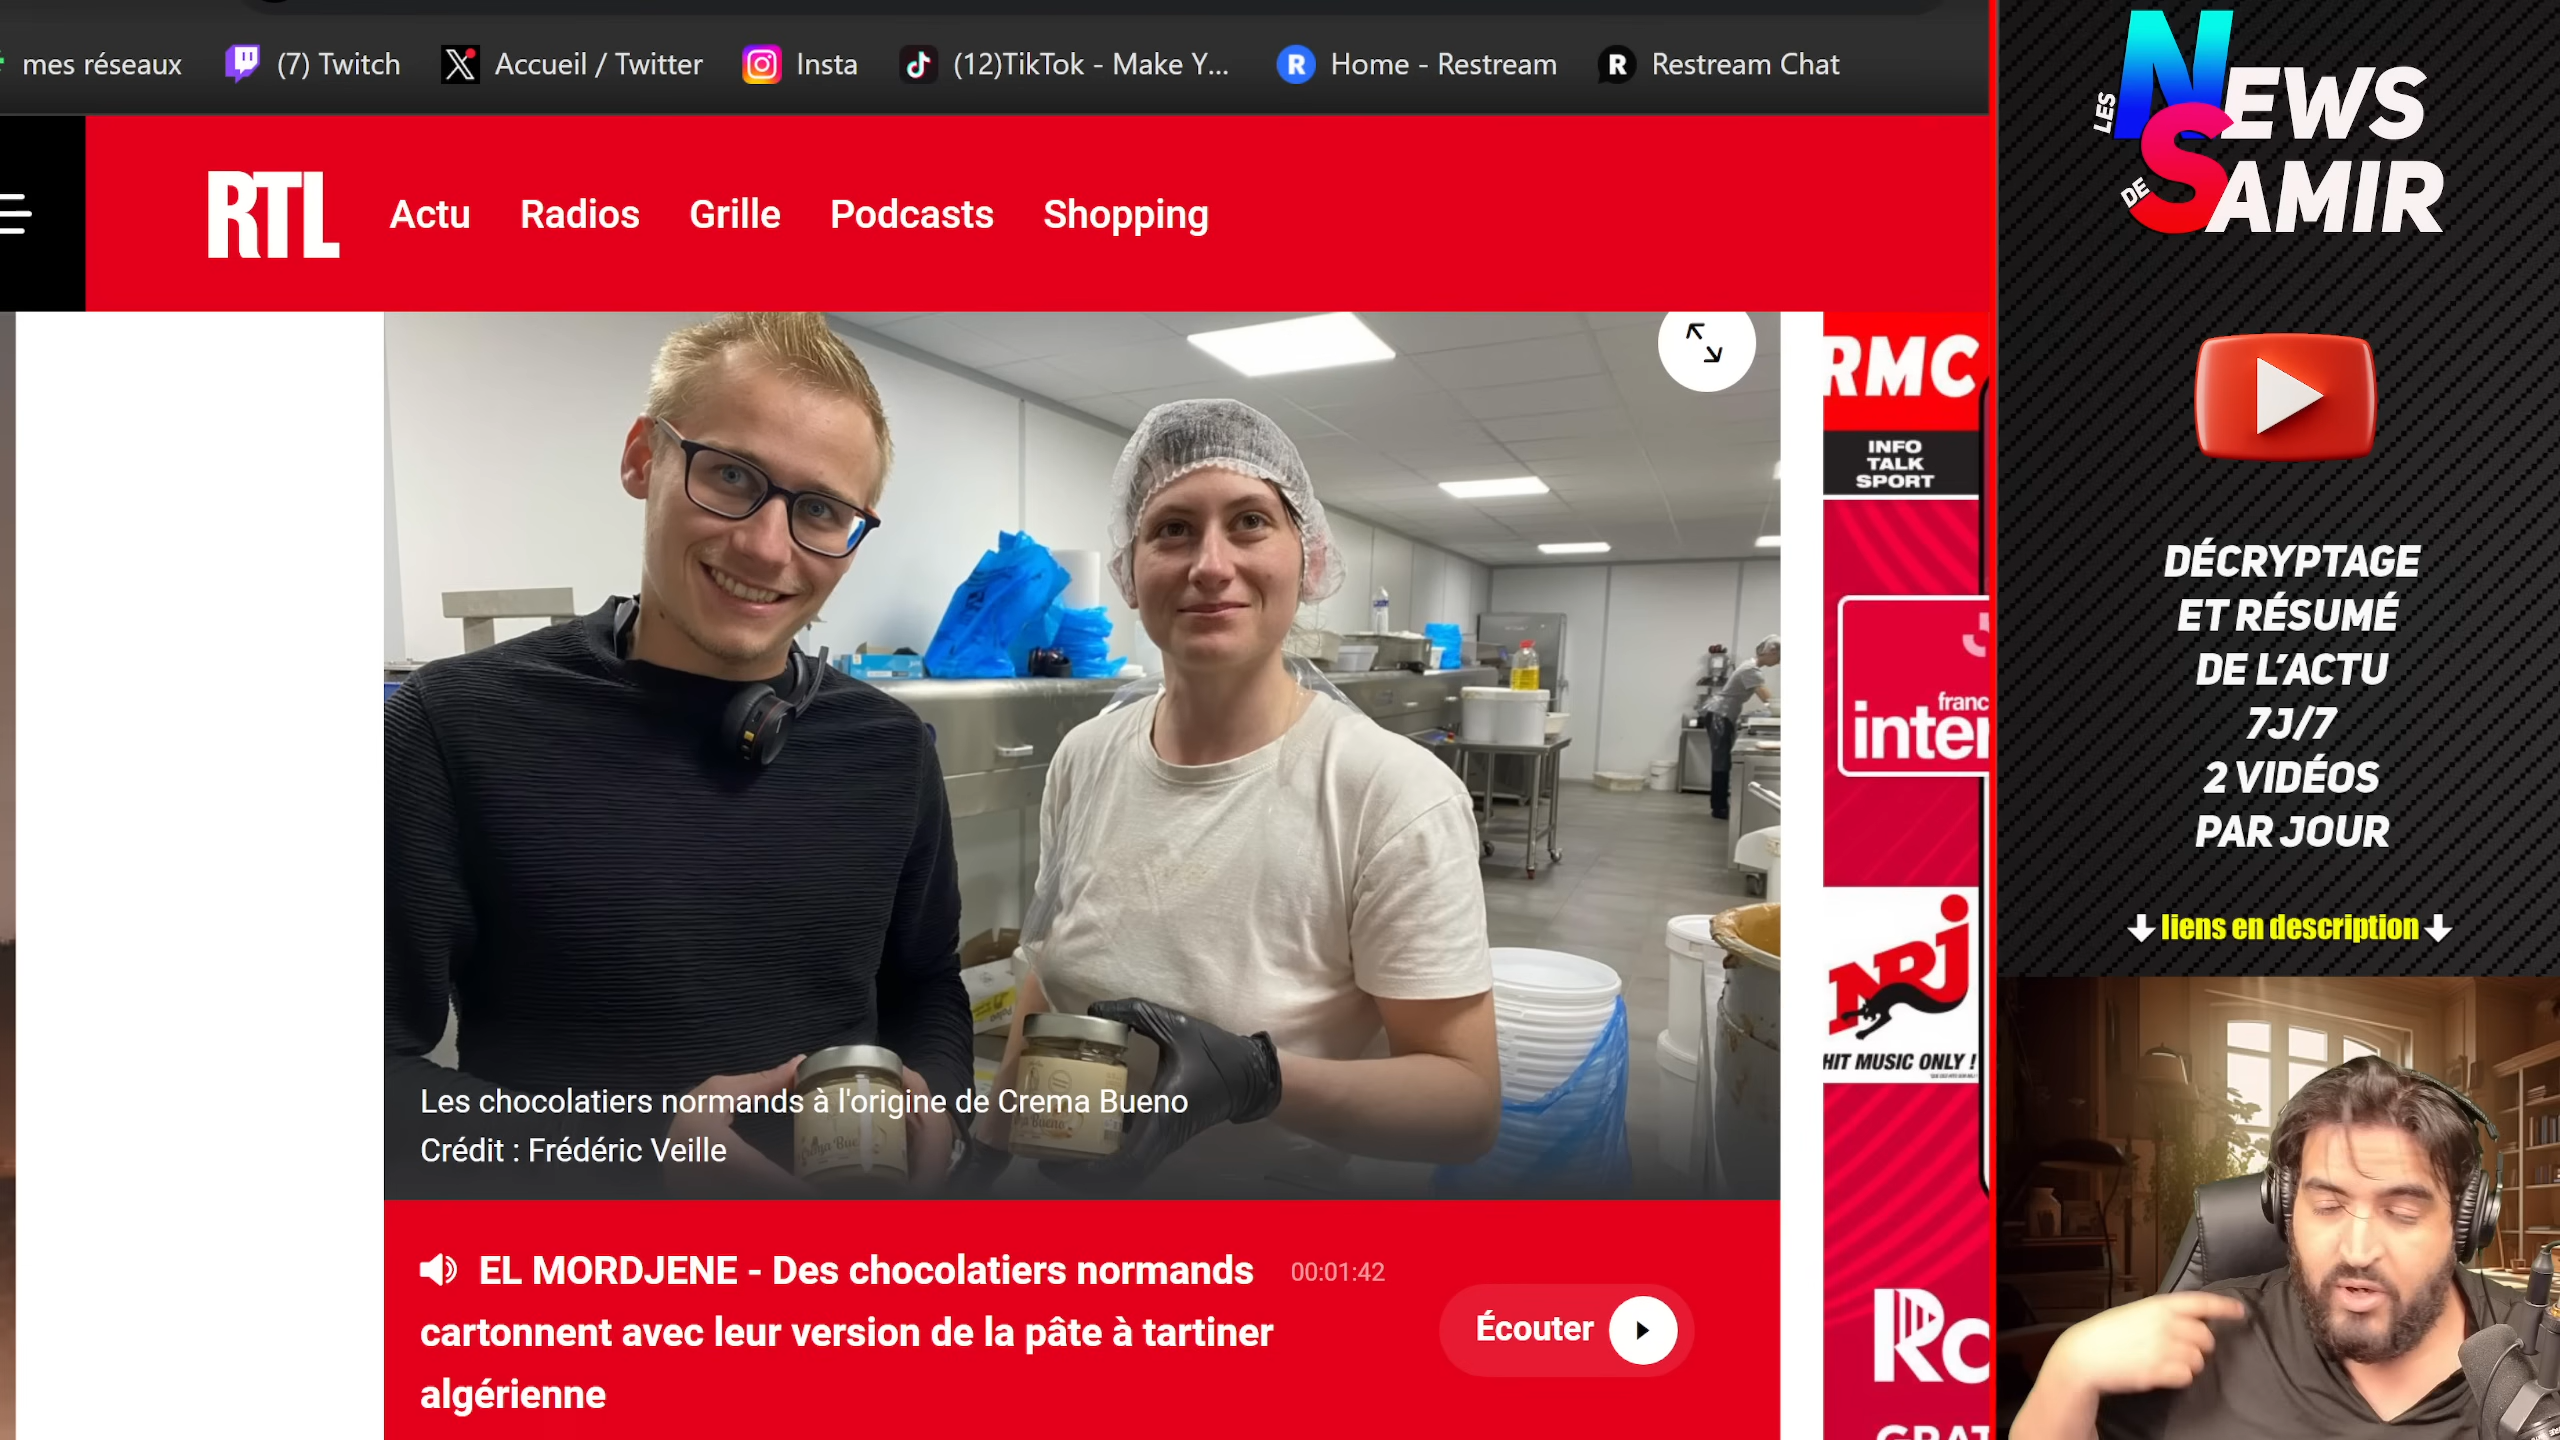 mes réseaux
(7) Twitch
Accueil / Twitter
Insta
(12)TikTok - Make Y...
Home - Restream
Restream Chat
RTL
Actu
Radios
Grille
Podcasts
Shopping
Les chocolatiers normands à l'origine de Crema Bueno
Crédit : Frédéric Veille
EL MORDJENE - Des chocolatiers normands
00:01:42
cartonnent avec leur version de la pâte à tartiner
algérienne
Écouter
RMC
INFO
TALK
SPORT
franc
inter
NRJ
HIT MUSIC ONLY !
LES NEWS
DE SAMIR
DÉCRYPTAGE
ET RÉSUMÉ
DE L'ACTU
7J/7
2 VIDÉOS
PAR JOUR
liens en description